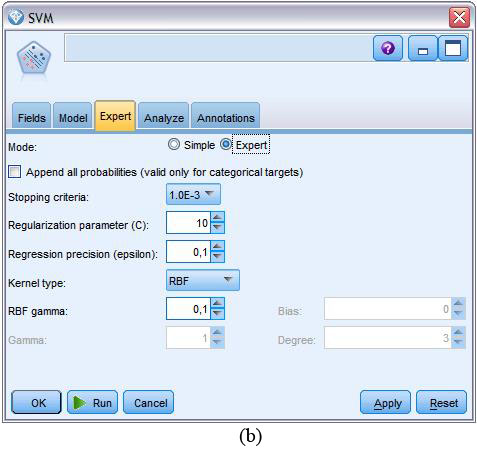 SVM
Fields Model Expert Analyze Annotations
Mode: Simple Expert
Append all probabilities (valid only for categorical targets)
Stopping criteria: 1.0E-3
Regularization parameter (C): 10
Regression precision (epsilon): 0,1
Kernel type: RBF
RBF gamma: 0,1 Bias: 0
Gamma: 1 Degree: 3
OK Run Cancel Apply Reset
(b)